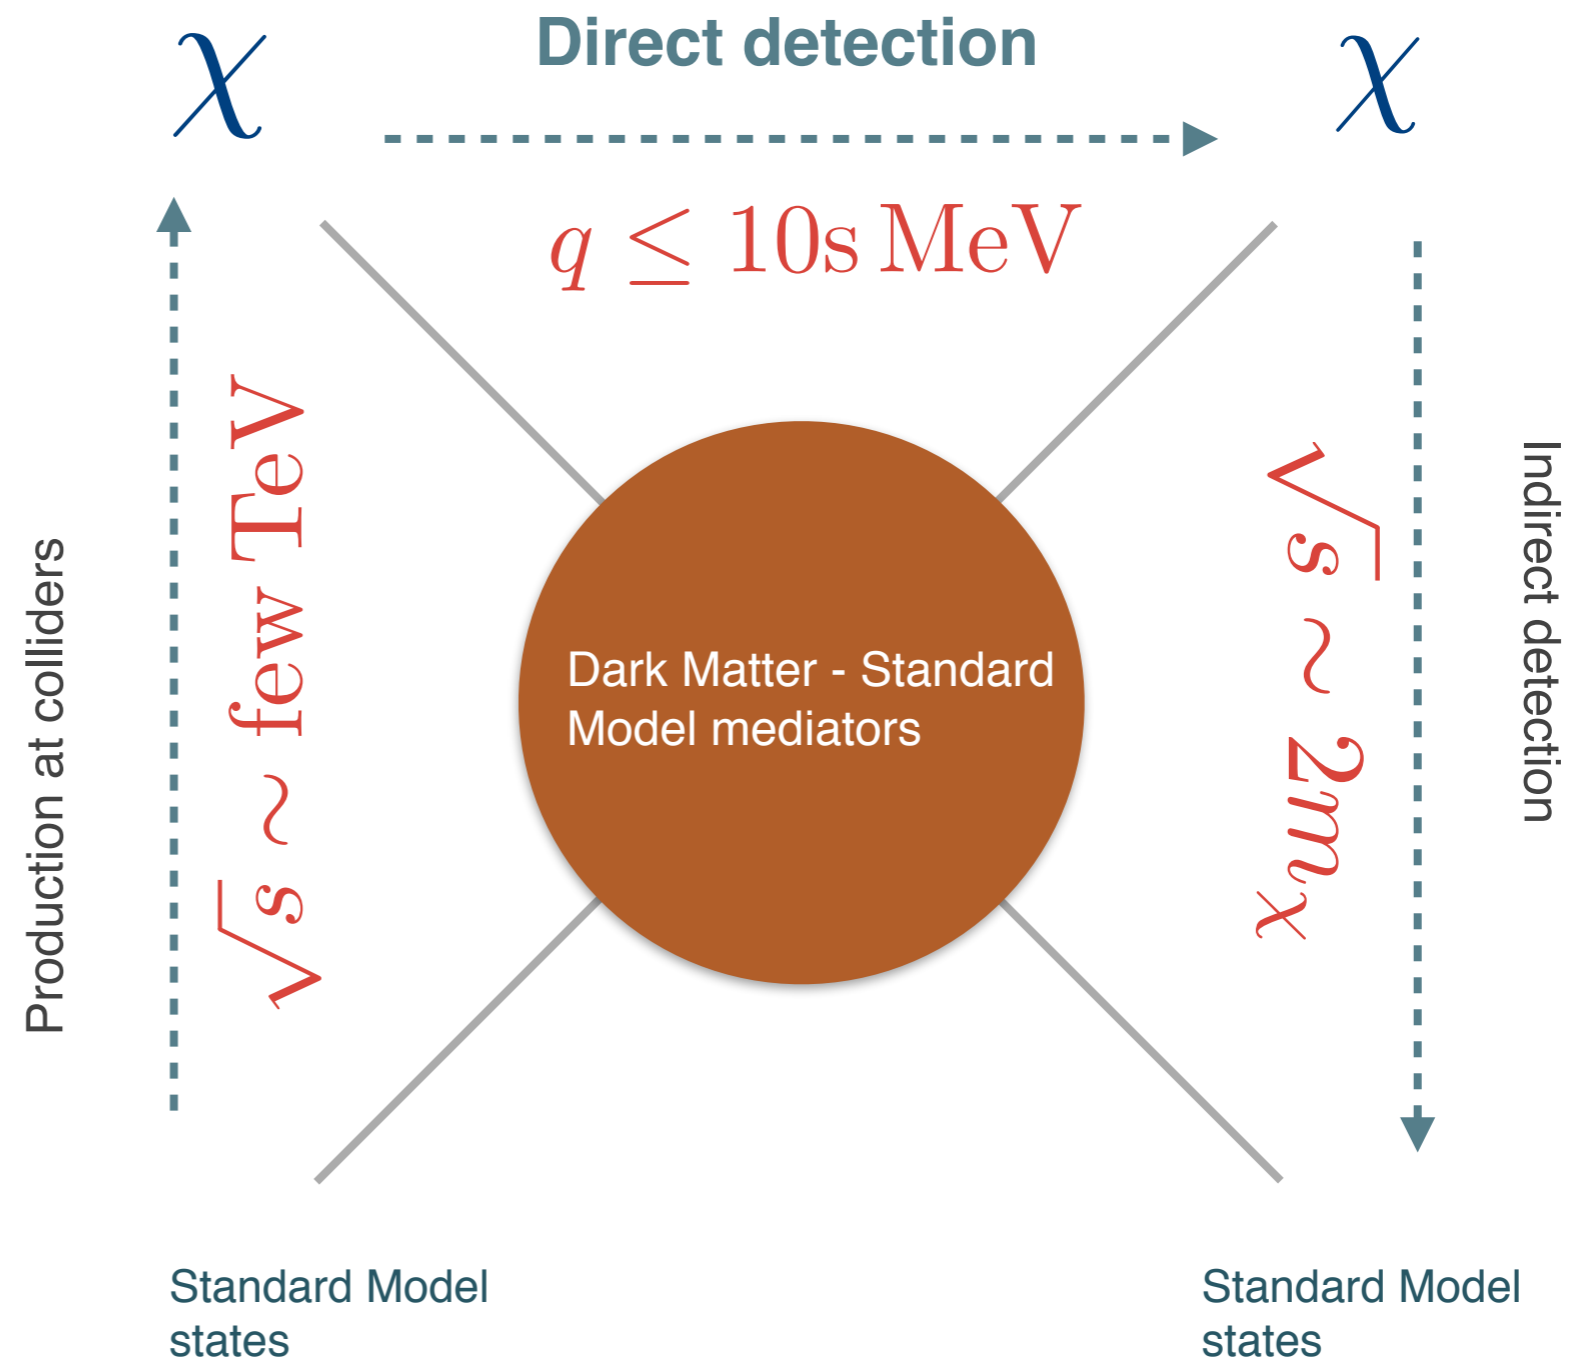 χ
Direct detection
χ
q ≤ 10s MeV
Production at colliders
√s ~ few TeV
Dark Matter - Standard
Model mediators
√s ~ 2mχ
Indirect detection
Standard Model
states
Standard Model
states